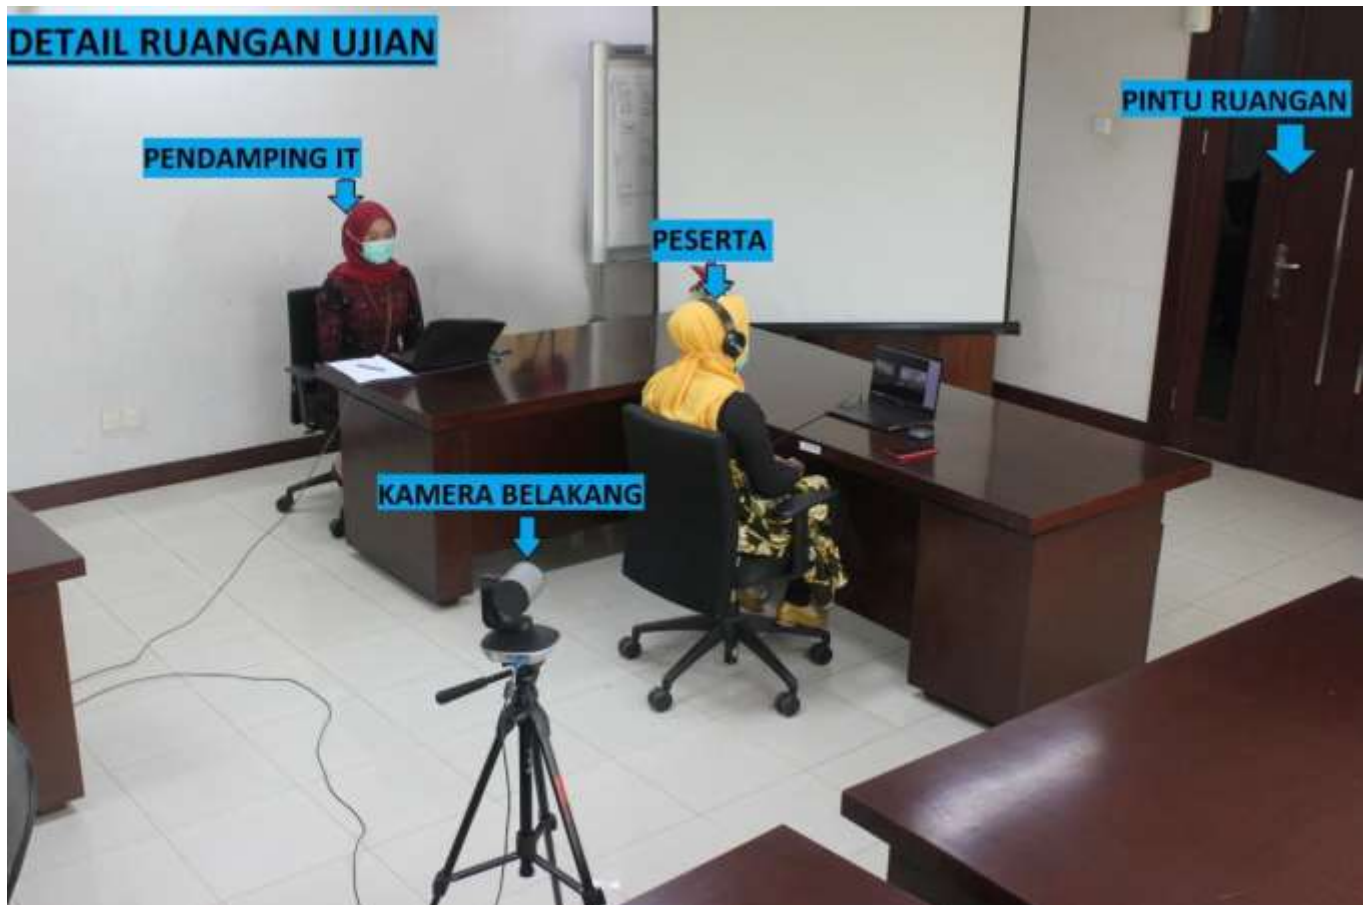 DETAIL RUANGAN UJIAN
PINTU RUANGAN
PENDAMPING IT
PESERTA
KAMERA BELAKANG